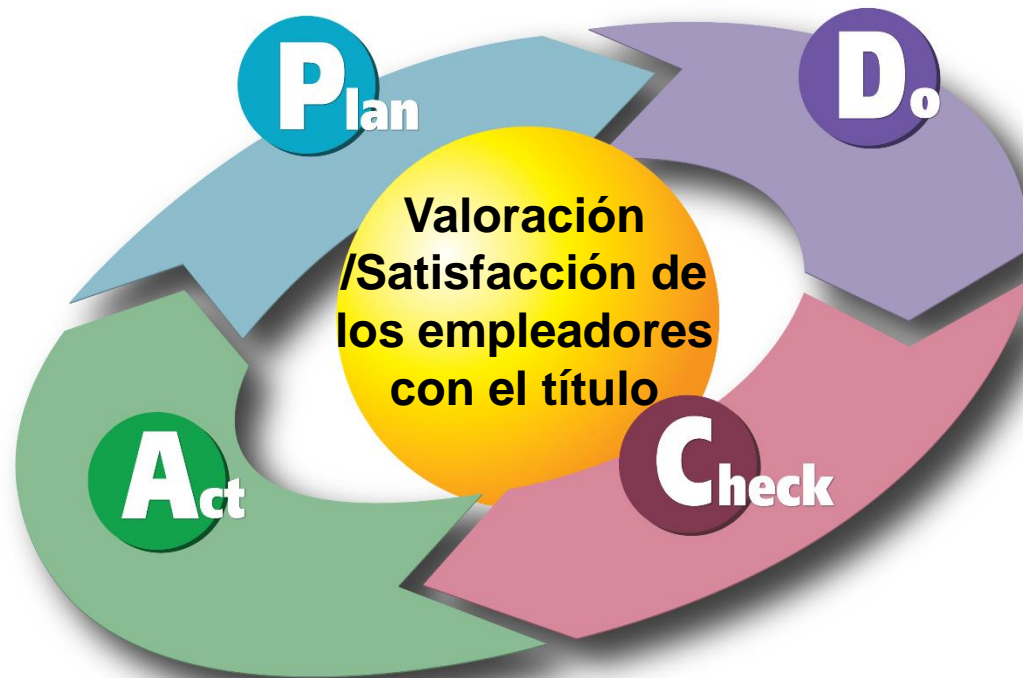 Plan
Do
Valoración
/Satisfacción de
los empleadores
con el título
Act
Check